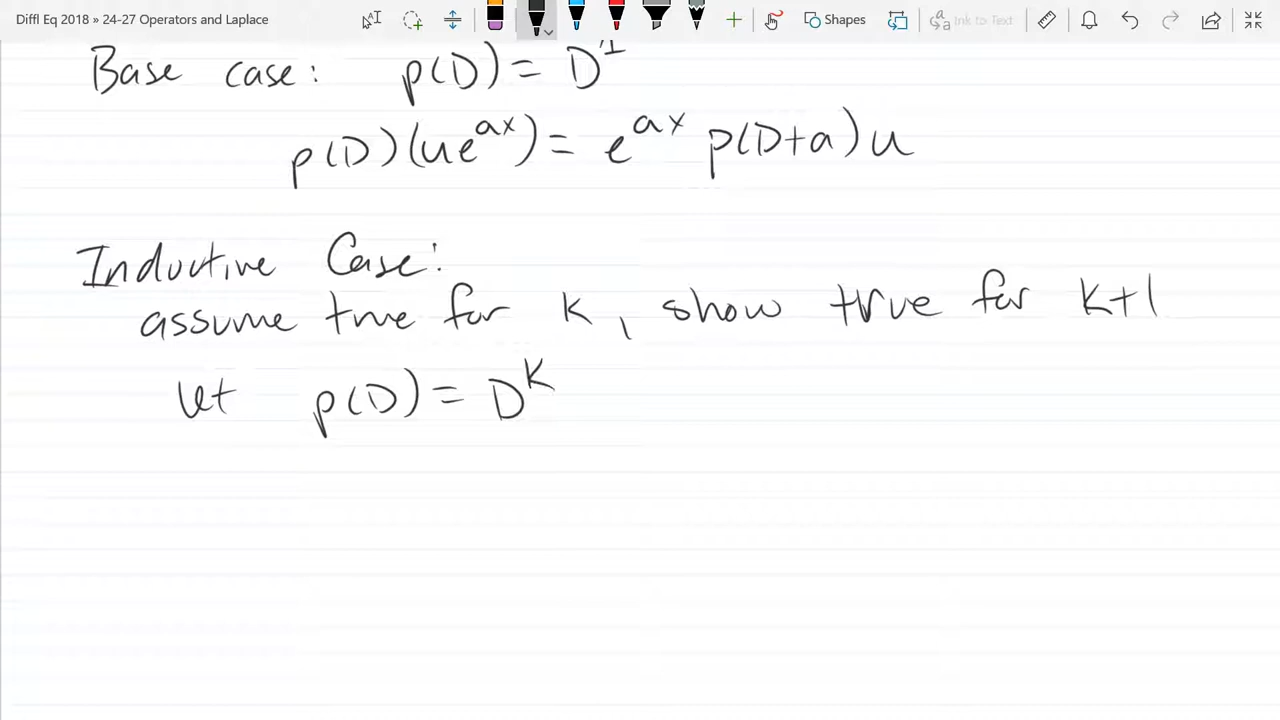 Diffl Eq 2018 » 24-27 Operators and Laplace
Shapes
Ink to Text
Base case: p(D) = D^1
p(D)(ue^{ax}) = e^{ax} p(D+a)u
Inductive Case:
assume true for k, show true for k+1
let p(D) = D^k